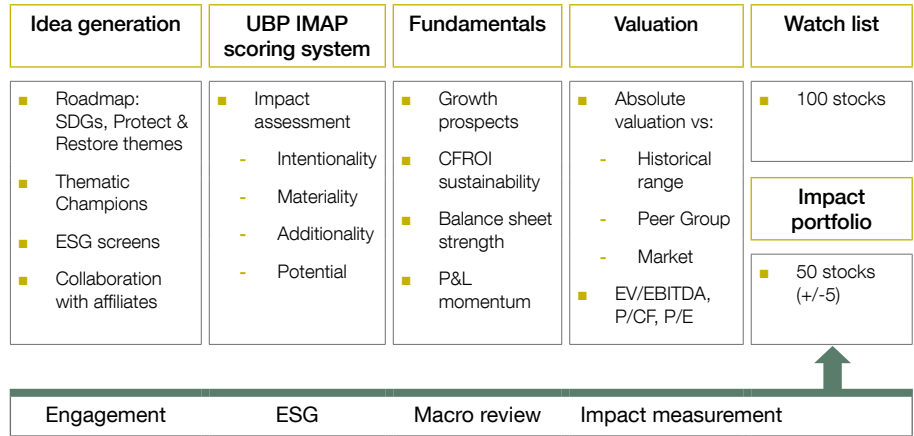 Idea generation
■ Roadmap:
SDGs, Protect &
Restore themes
■ Thematic
Champions
■ ESG screens
■ Collaboration
with affiliates
UBP IMAP
scoring system
■ Impact
assessment
- Intentionality
- Materiality
- Additionality
- Potential
Fundamentals
■ Growth
prospects
■ CFROI
sustainability
■ Balance sheet
strength
■ P&L
momentum
Valuation
■ Absolute
valuation vs:
- Historical
range
- Peer Group
- Market
■ EV/EBITDA,
P/CF, P/E
Watch list
■ 100 stocks
Impact
portfolio
■ 50 stocks
(+/-5)
Engagement
ESG
Macro review
Impact measurement